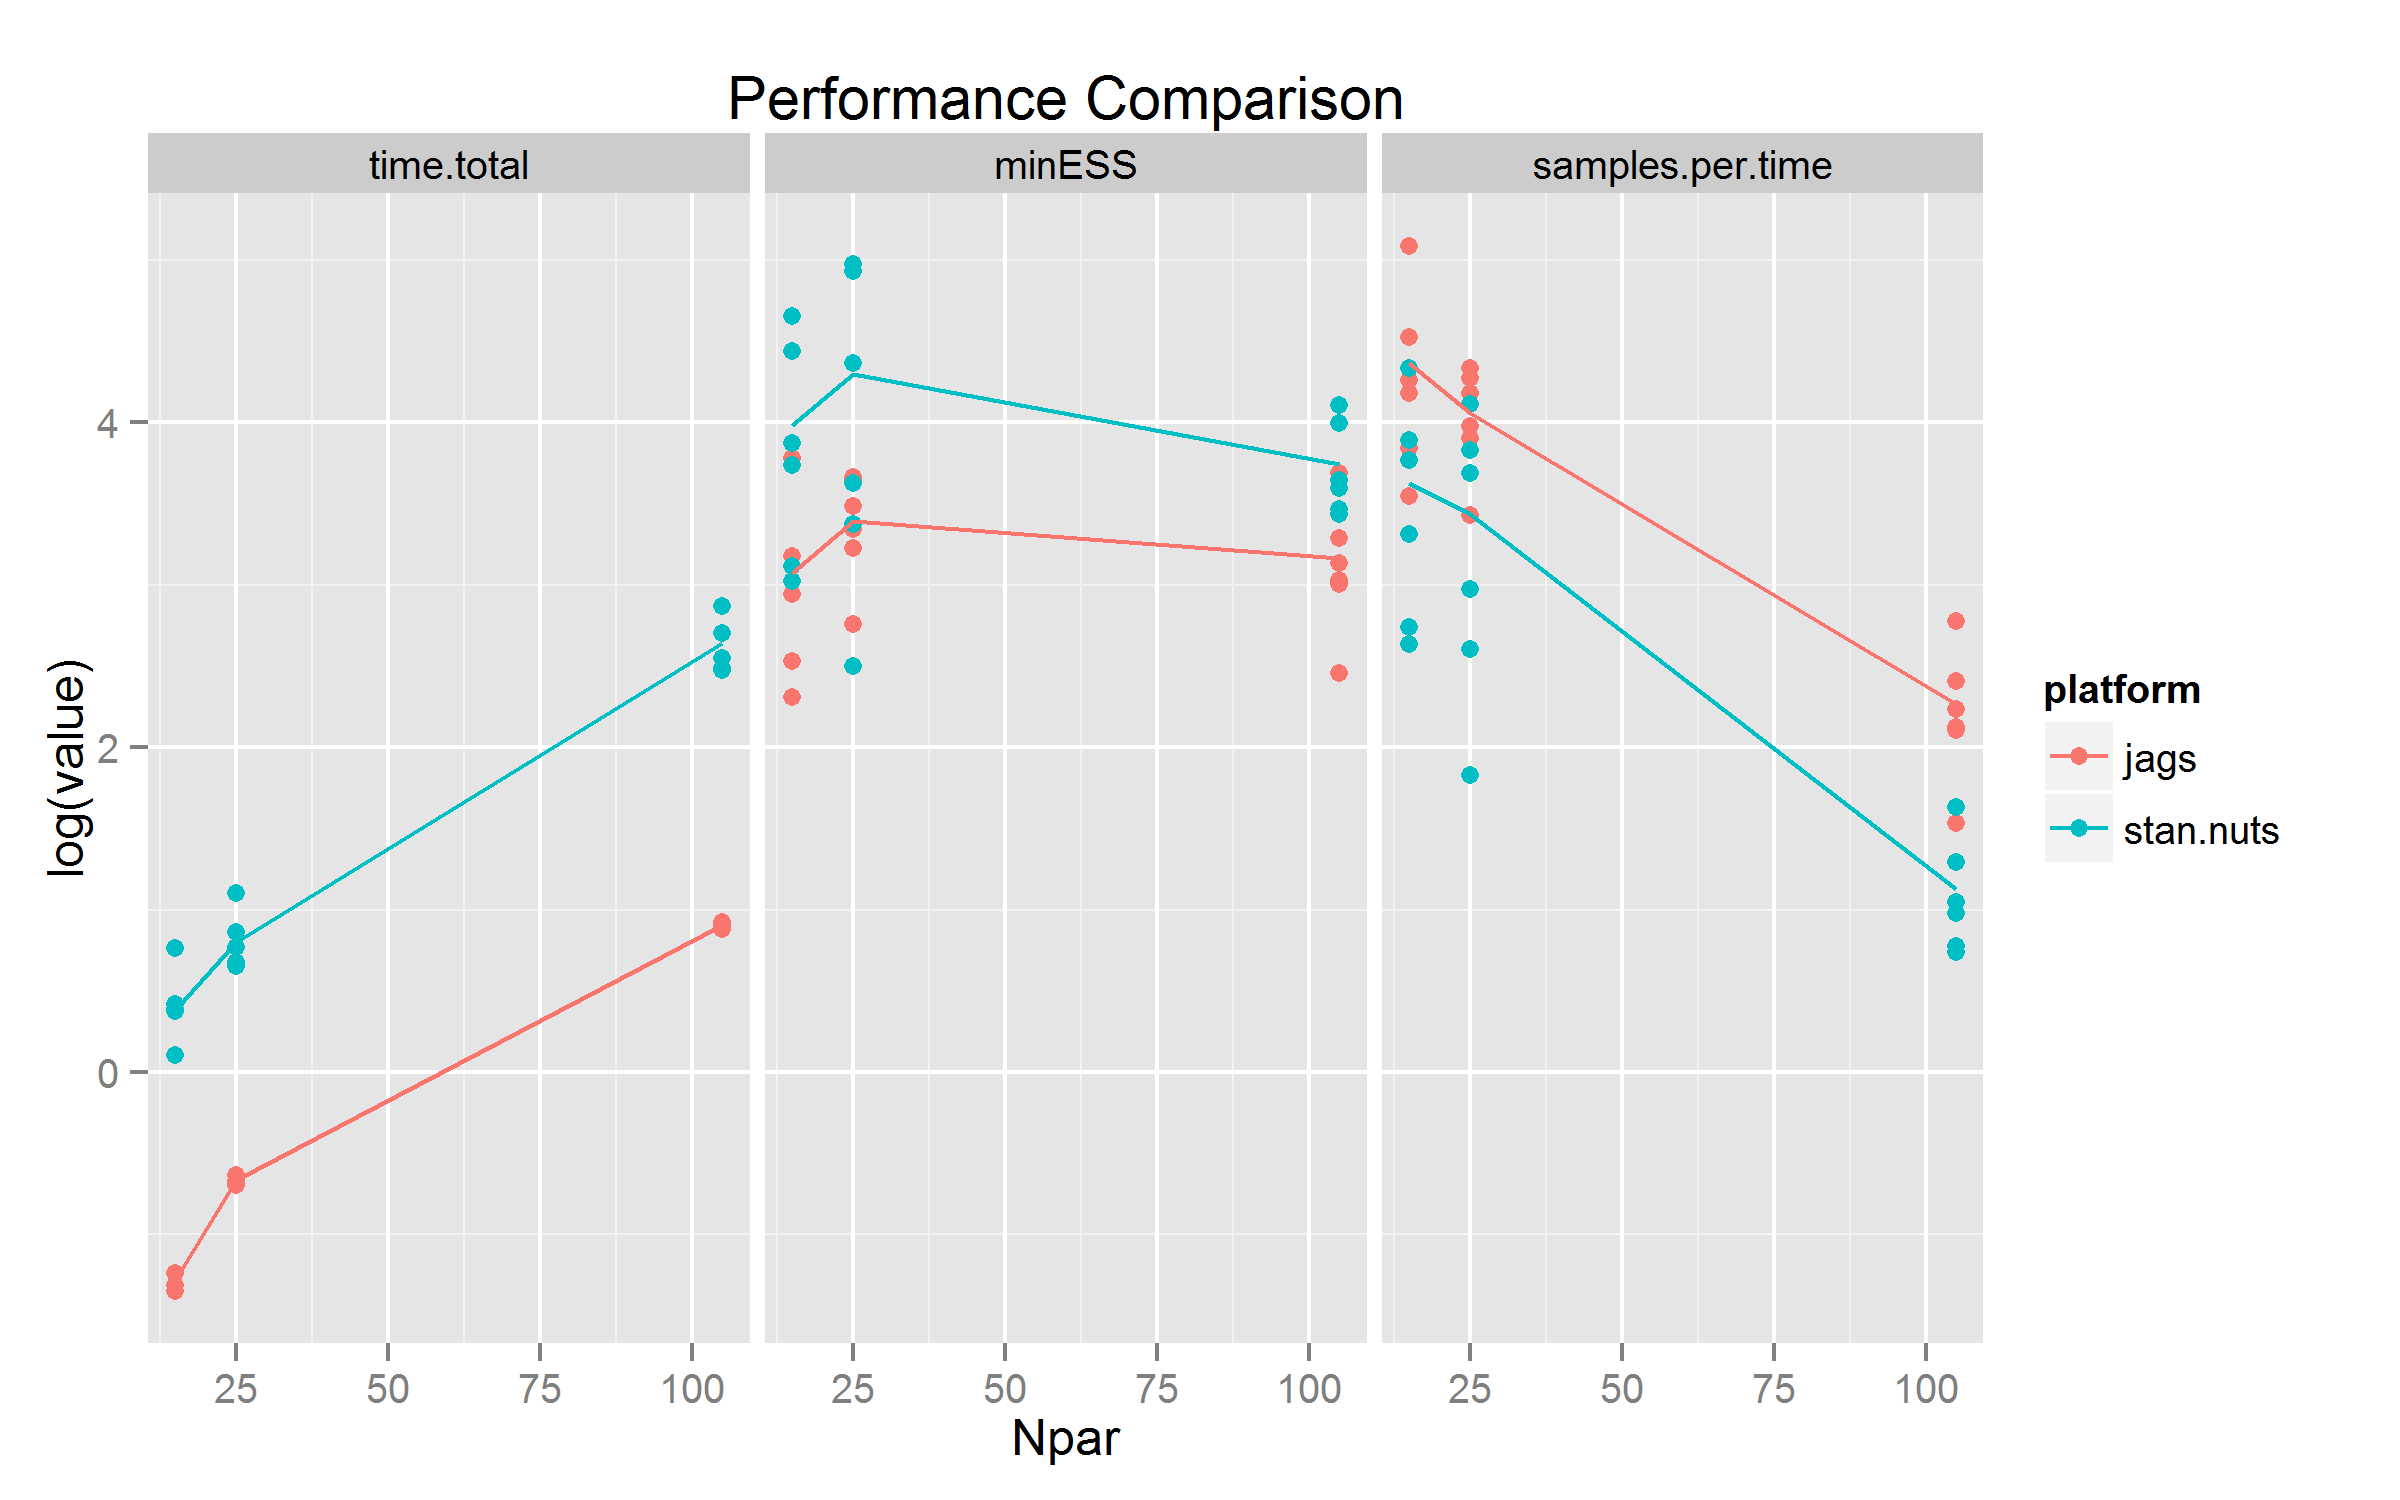 Performance Comparison
time.total minESS samples.per.time
4
2
0
log(value)
25 50 75 100 25 50 75 100 25 50 75 100
Npar
platform
jags
stan.nuts